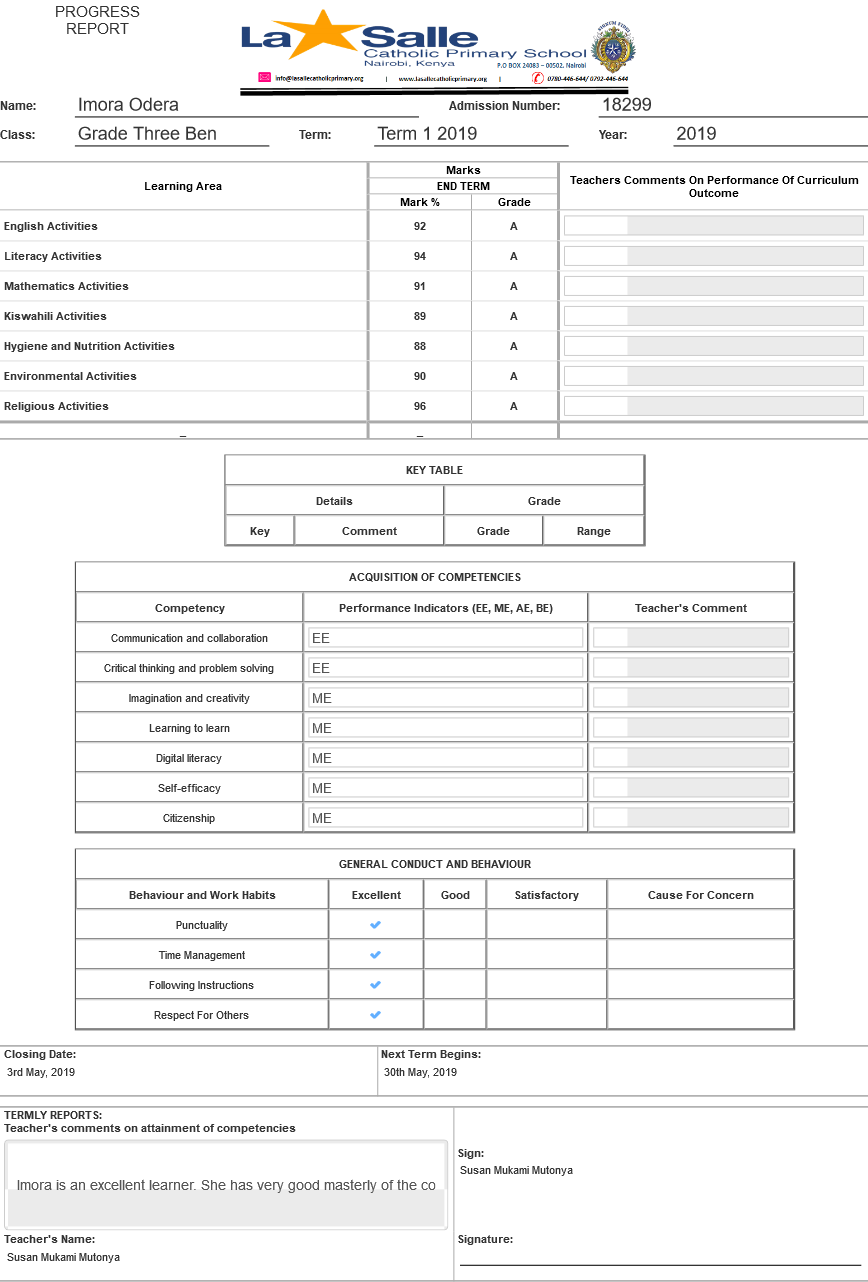 PROGRESS
REPORT
La Salle
Catholic Primary School
Nairobi, Kenya
P.O BOX 24083 – 00502, Nairobi
info@lasallecatholicprimary.org | www.lasallecatholicprimary.org | 0780-446-644/ 0792-446-644
Name: Imora Odera Admission Number: 18299
Class: Grade Three Ben Term: Term 1 2019 Year: 2019
Learning Area Marks Teachers Comments On Performance Of Curriculum Outcome
END TERM
Mark % Grade
English Activities 92 A
Literacy Activities 94 A
Mathematics Activities 91 A
Kiswahili Activities 89 A
Hygiene and Nutrition Activities 88 A
Environmental Activities 90 A
Religious Activities 96 A
_ _
KEY TABLE
Details Grade
Key Comment Grade Range
ACQUISITION OF COMPETENCIES
Competency Performance Indicators (EE, ME, AE, BE) Teacher's Comment
Communication and collaboration EE
Critical thinking and problem solving EE
Imagination and creativity ME
Learning to learn ME
Digital literacy ME
Self-efficacy ME
Citizenship ME
GENERAL CONDUCT AND BEHAVIOUR
Behaviour and Work Habits Excellent Good Satisfactory Cause For Concern
Punctuality
Time Management
Following Instructions
Respect For Others
Closing Date: Next Term Begins:
3rd May, 2019 30th May, 2019
TERMLY REPORTS:
Teacher's comments on attainment of competencies
Imora is an excellent learner. She has very good masterly of the co
Sign:
Susan Mukami Mutonya
Teacher's Name: Signature:
Susan Mukami Mutonya